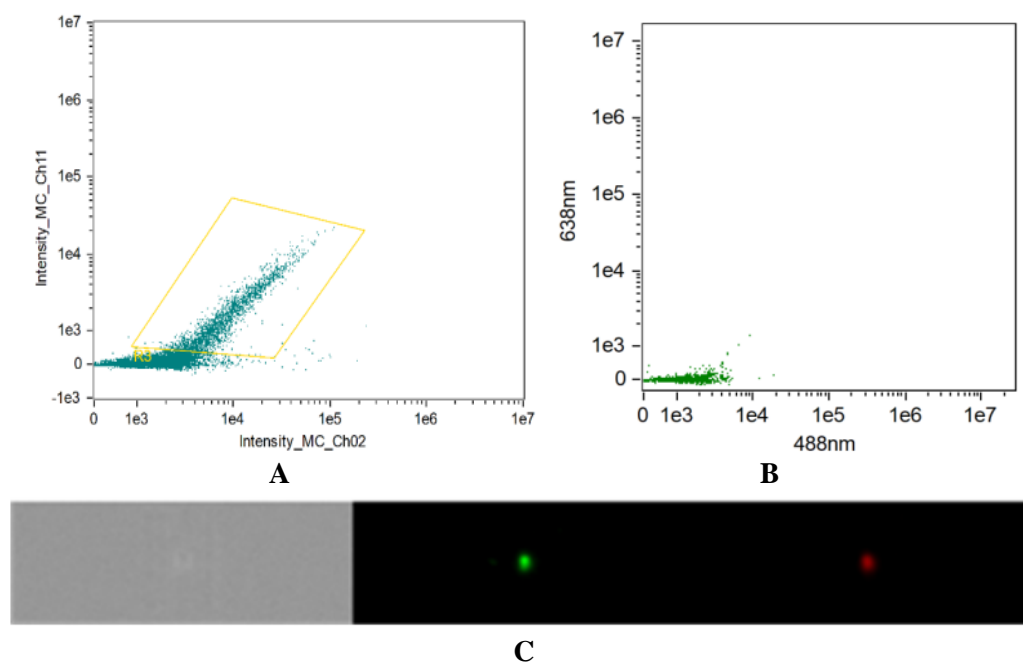 1e7
1e6
1e5
1e4
1e3
0
-1e3
Intensity_MC_Ch11
R3
0 1e3 1e4 1e5 1e6 1e7
Intensity_MC_Ch02
A
1e7
1e6
1e5
1e4
1e3
0
638nm
0 1e3 1e4 1e5 1e6 1e7
488nm
B
C